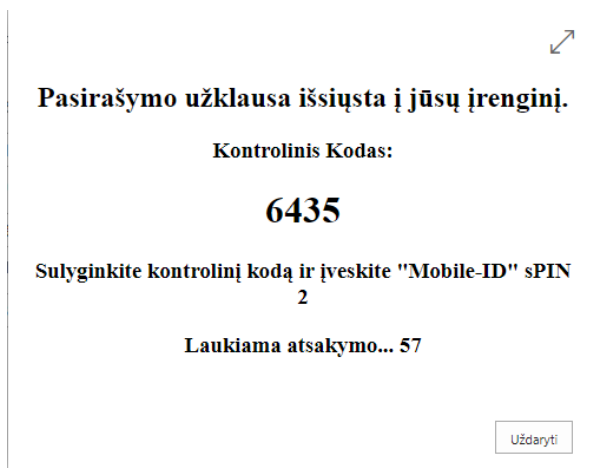 Pasirašymo užklausa išsiųsta į jūsų įrenginį.
Kontrolinis Kodas:
6435
Sulyginkite kontrolinį kodą ir įveskite "Mobile-ID" sPIN
2
Laukiama atsakymo... 57
Uždaryti